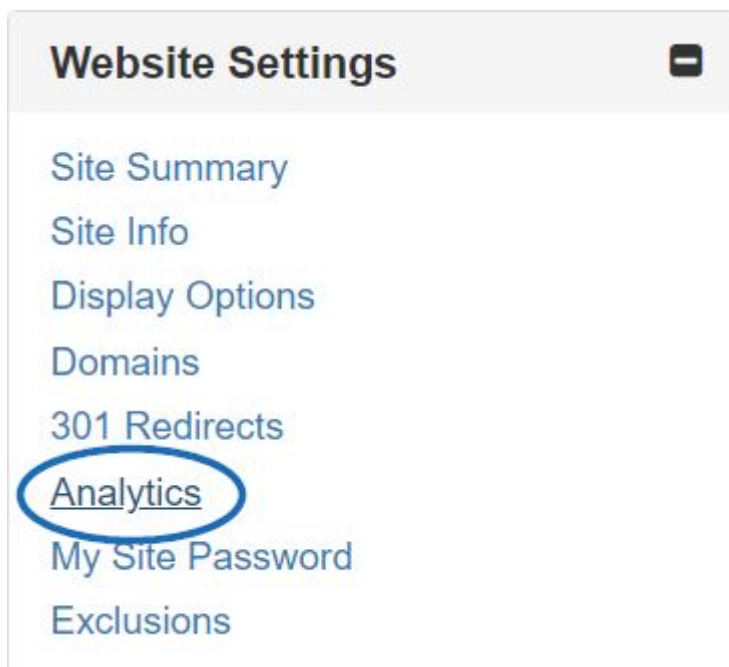 Website Settings
Site Summary
Site Info
Display Options
Domains
301 Redirects
Analytics
My Site Password
Exclusions